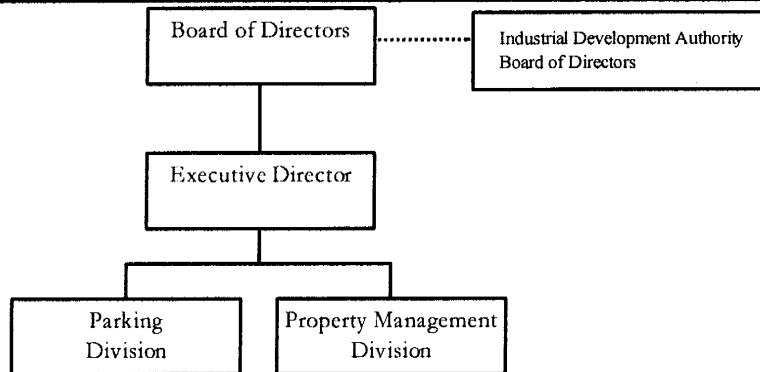 Board of Directors
Industrial Development Authority
Board of Directors
Executive Director
Parking
Division
Property Management
Division